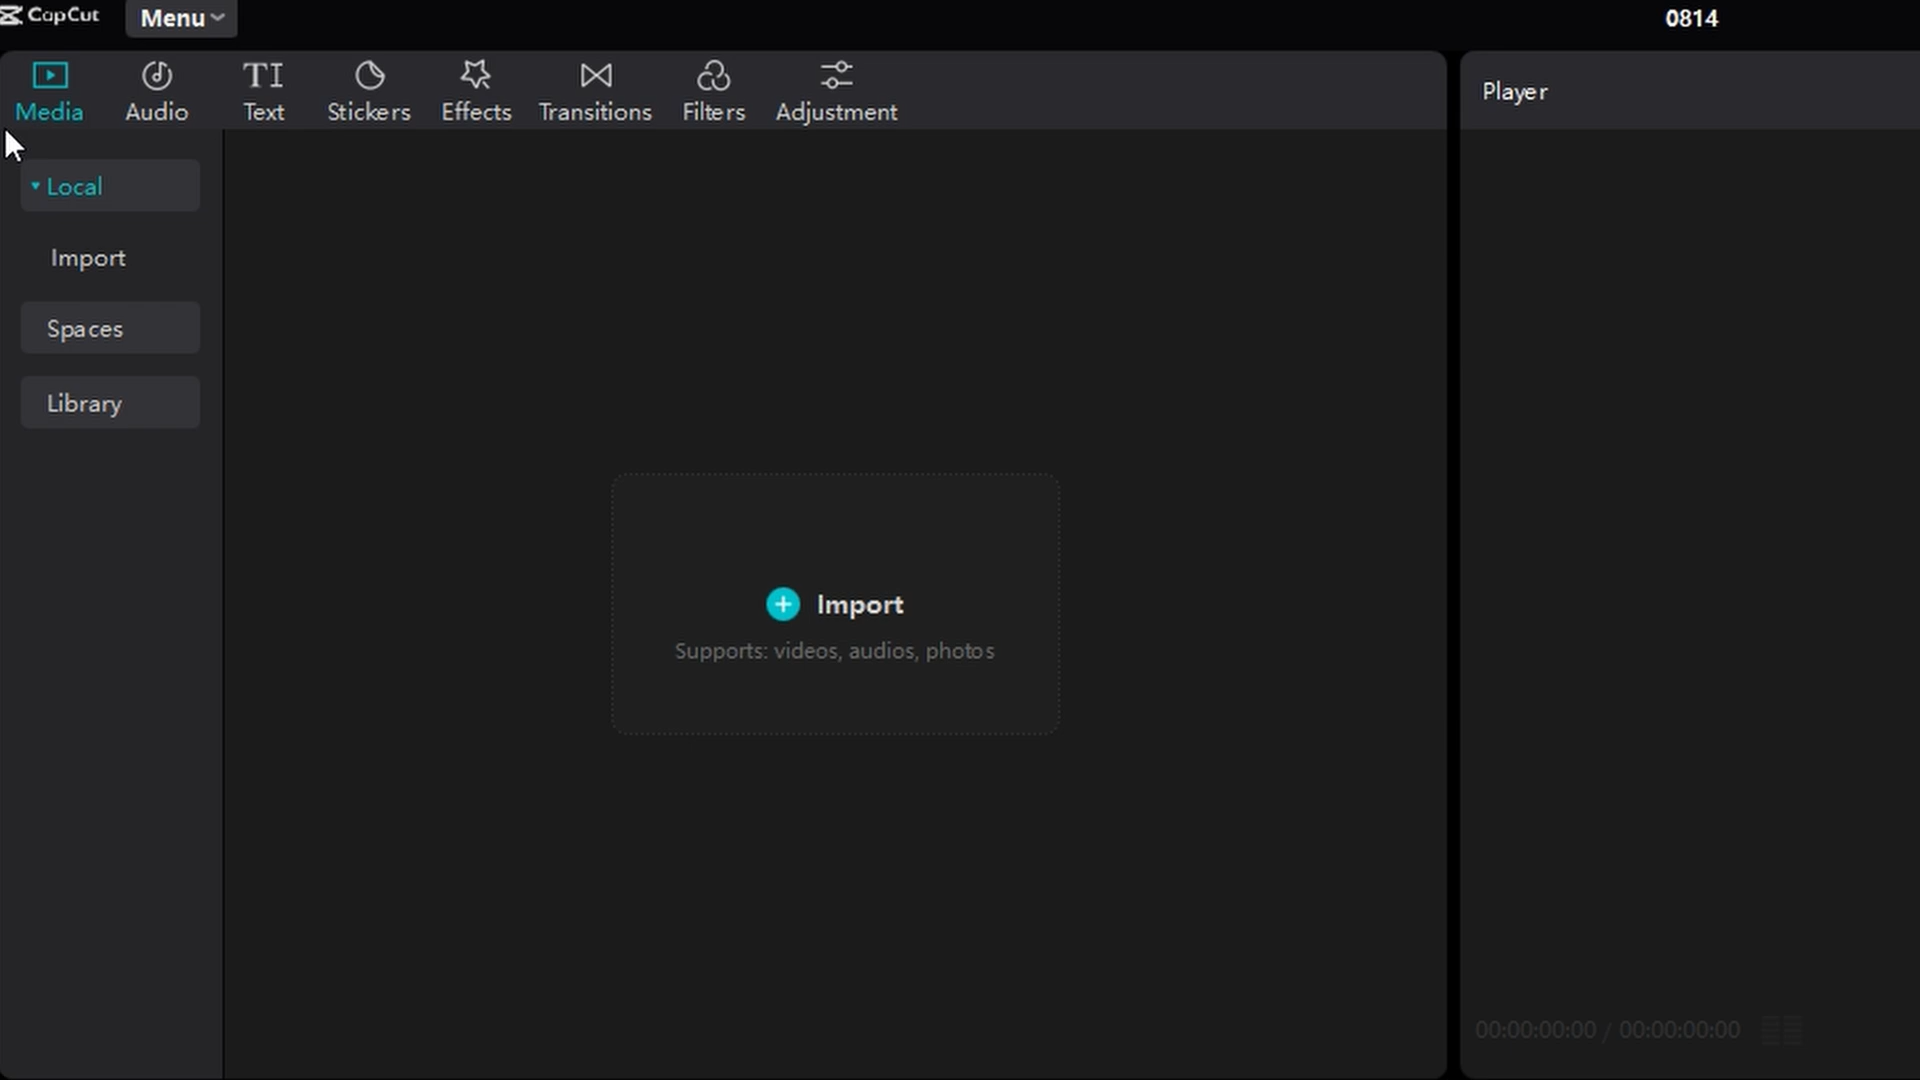 CapCut
Menu
0814
Media
Audio
TI
Text
Stickers
Effects
Transitions
Filters
Adjustment
Player
Local
Import
Spaces
Library
Import
Supports: videos, audios, photos
00:00:00:00 / 00:00:00:00